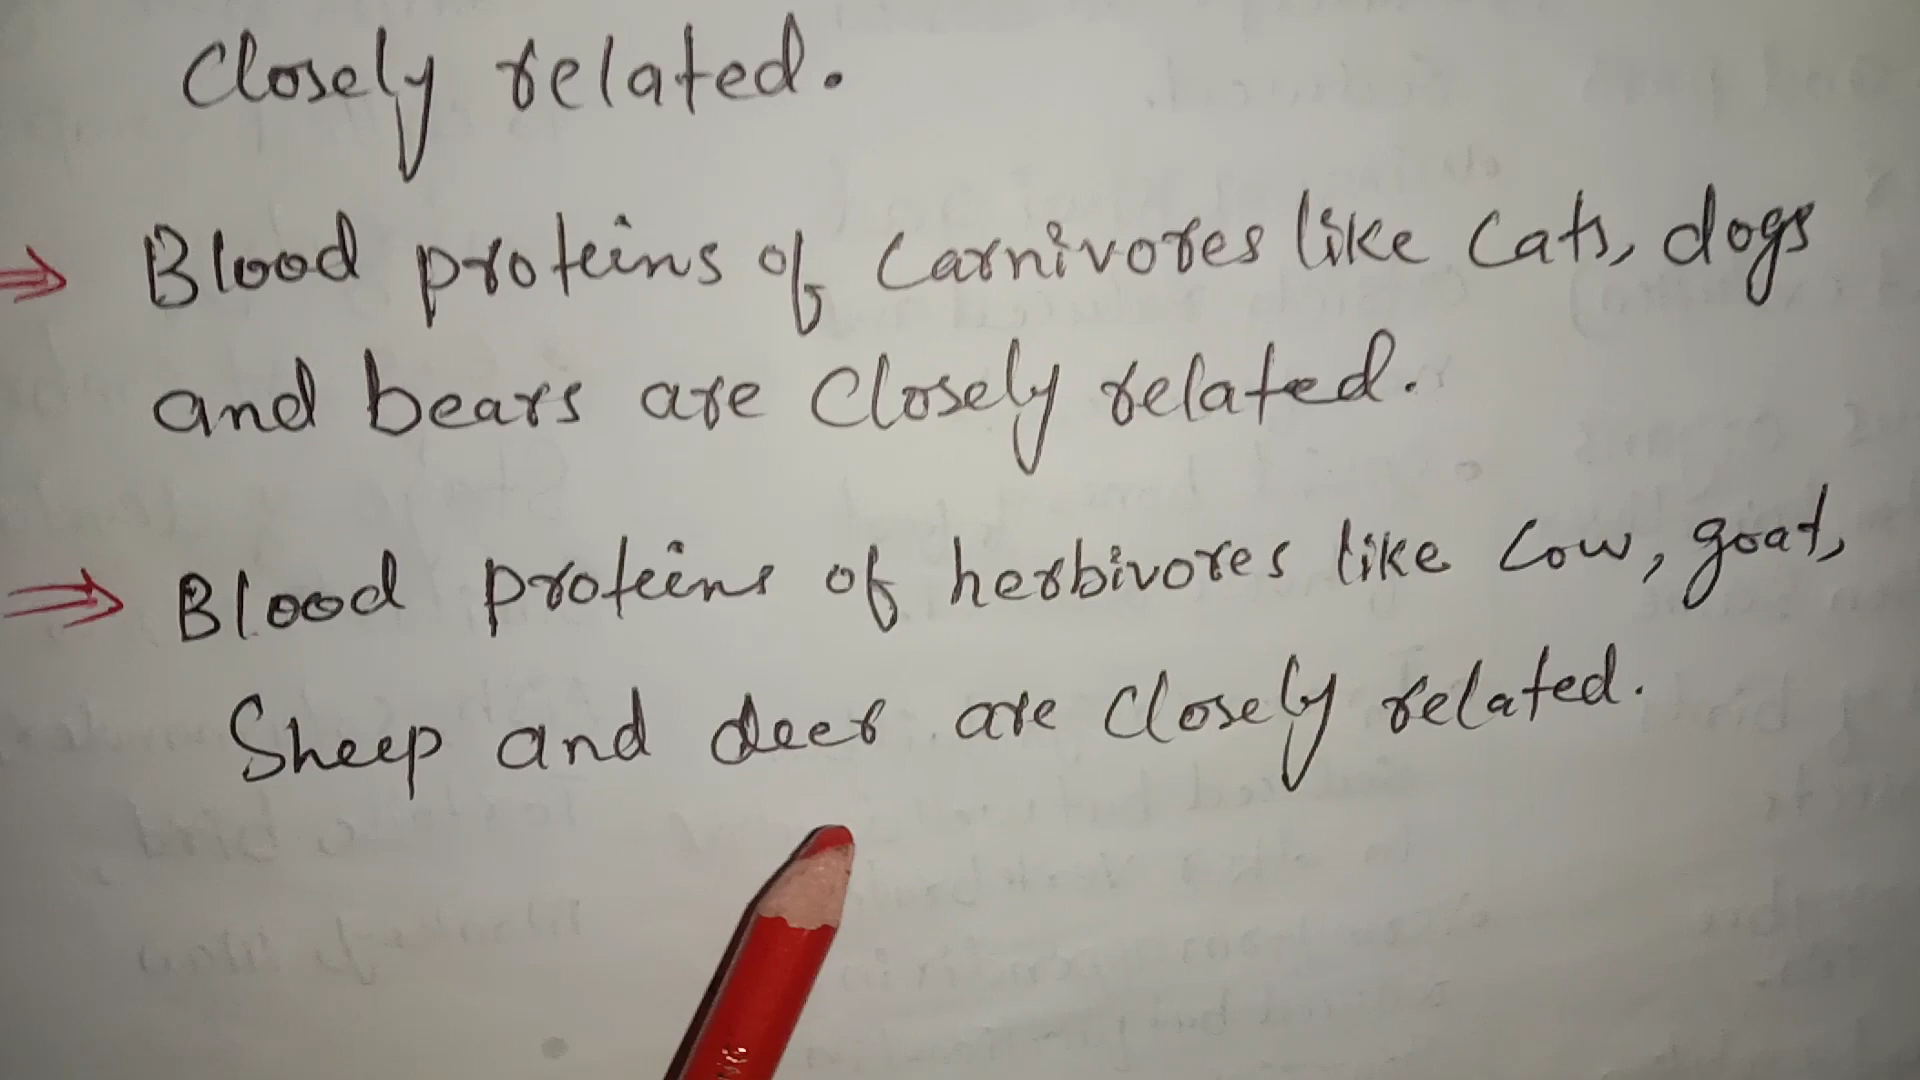 Closely related.
⇒ Blood proteins of Carnivores like Cats, dogs
and bears are Closely related.
⇒ Blood proteins of herbivores like Cow, goat,
Sheep and deer are Closely related.